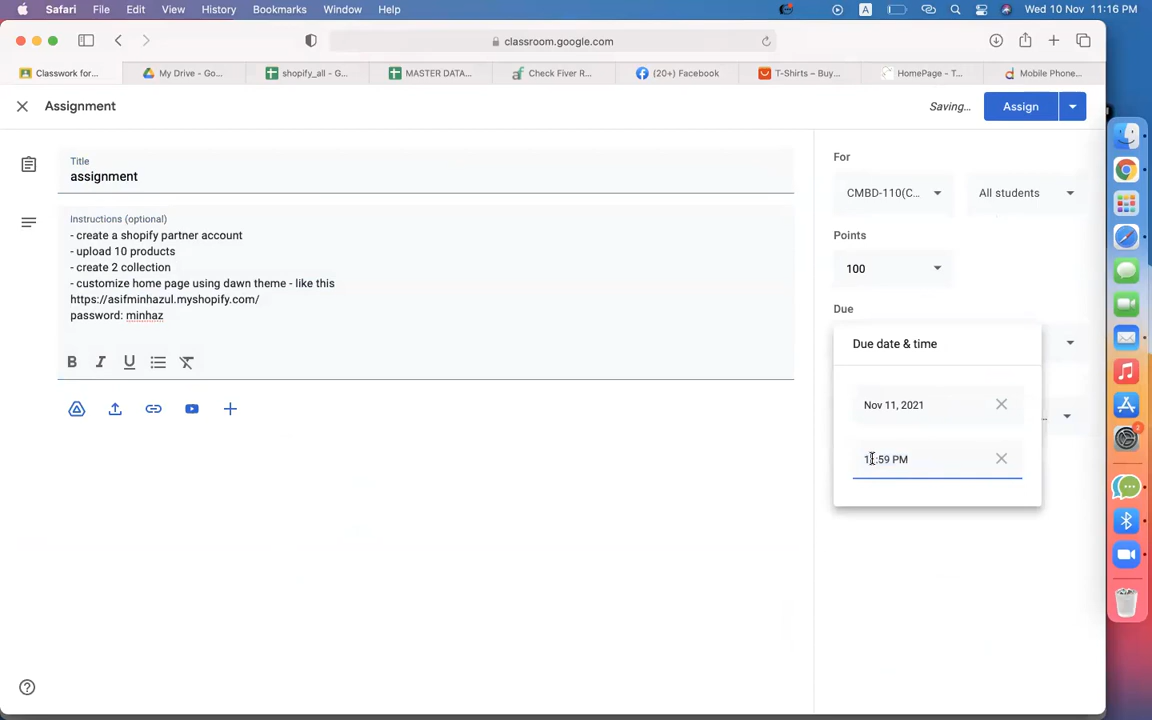 Safari File Edit View History Bookmarks Window Help A Wed 10 Nov 11:16 PM
classroom.google.com
Classwork for... My Drive - Go... shopify_all - G... MASTER DATA... Check Fiver R... (20+) Facebook T-Shirts – Buy... HomePage - T... Mobile Phone...
Assignment Saving... Assign
Title
assignment
Instructions (optional)
- create a shopify partner account
- upload 10 products
- create 2 collection
- customize home page using dawn theme - like this
https://asifminhazul.myshopify.com/
password: minhaz
B I U
For
CMBD-110(C... All students
Points
100
Due
Due date & time
Nov 11, 2021
:59 PM
2